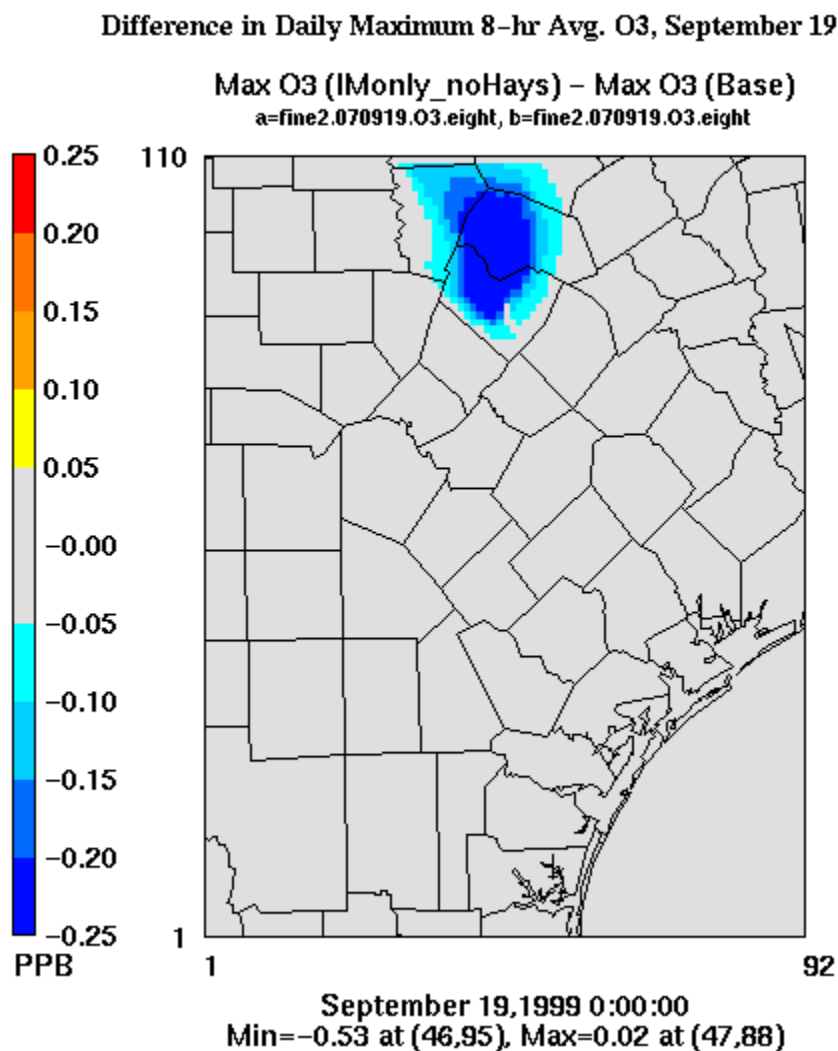 Difference in Daily Maximum 8-hr Avg. O3, September 19
Max O3 (IMonly_noHays) - Max O3 (Base)
a=fine2.070919.O3.eight, b=fine2.070919.O3.eight
0.25
0.20
0.15
0.10
0.05
-0.00
-0.05
-0.10
-0.15
-0.20
-0.25
PPB
110
1
1
92
September 19,1999 0:00:00
Min=-0.53 at (46,95), Max=0.02 at (47,88)